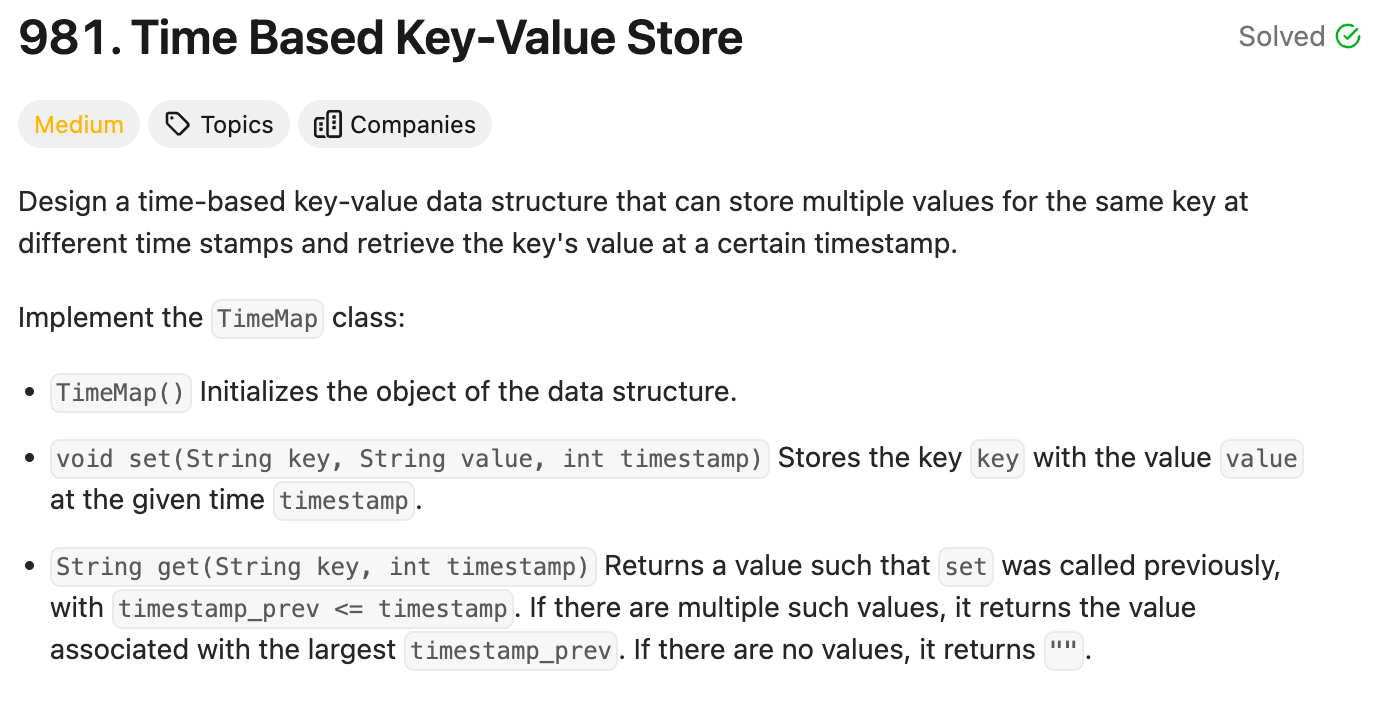 981. Time Based Key-Value Store
Solved
Medium
Topics
Companies
Design a time-based key-value data structure that can store multiple values for the same key at
different time stamps and retrieve the key's value at a certain timestamp.
Implement the TimeMap class:
• TimeMap() Initializes the object of the data structure.
• void set(String key, String value, int timestamp) Stores the key key with the value value
at the given time timestamp.
• String get(String key, int timestamp) Returns a value such that set was called previously,
with timestamp_prev <= timestamp. If there are multiple such values, it returns the value
associated with the largest timestamp_prev. If there are no values, it returns "".